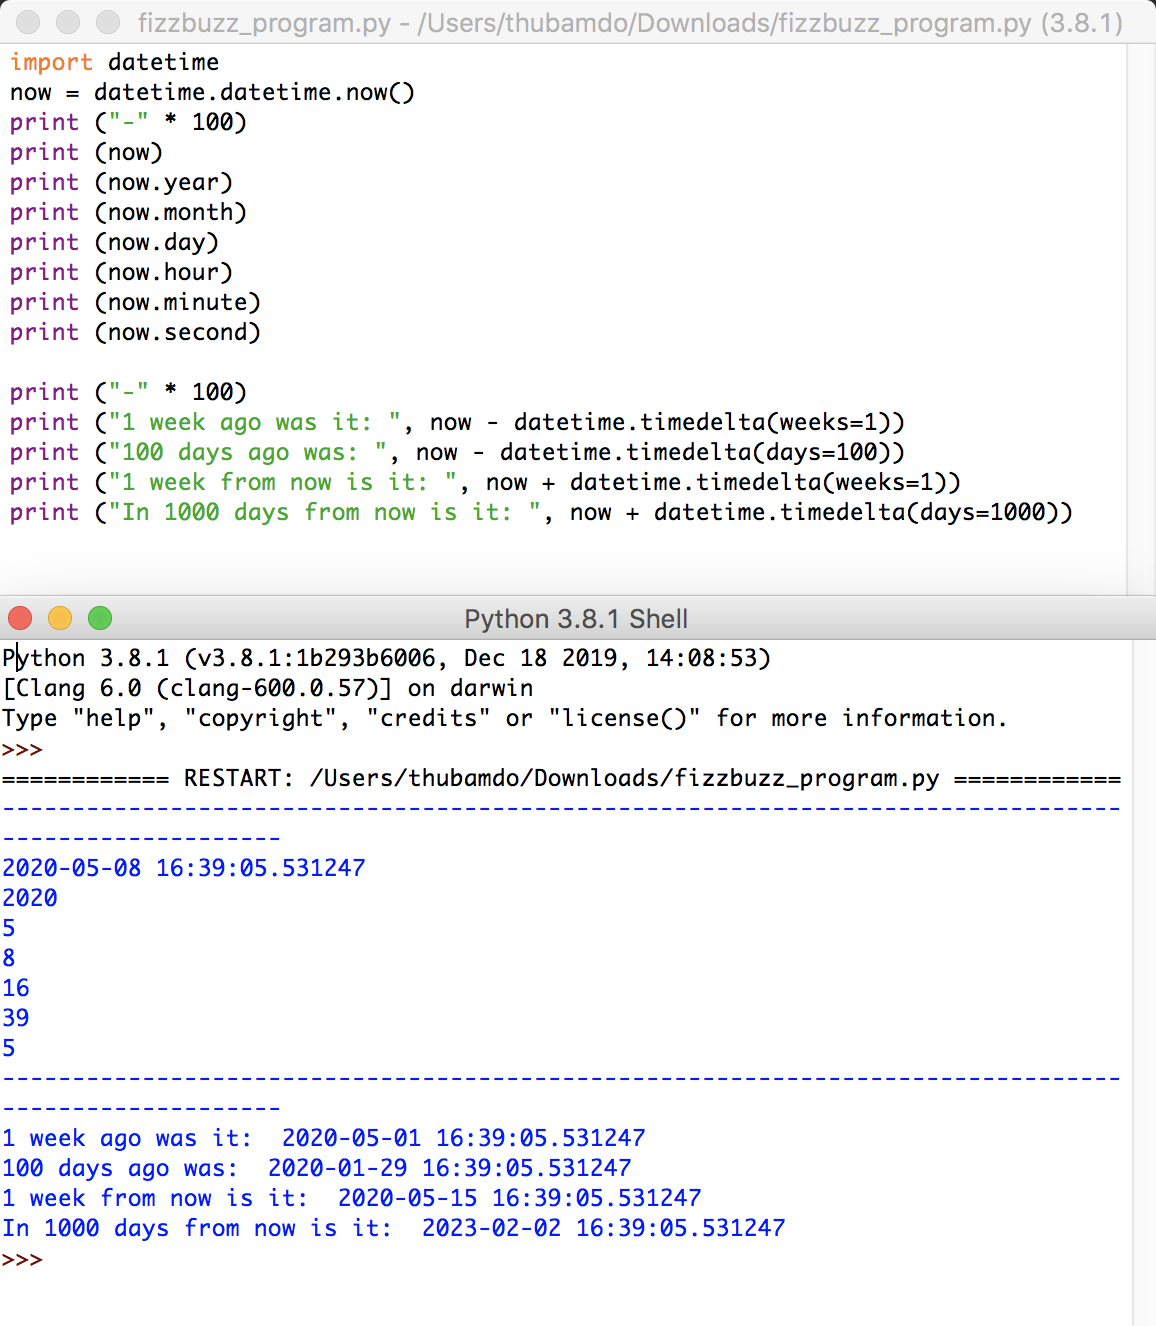 fizzbuzz_program.py - /Users/thubamdo/Downloads/fizzbuzz_program.py (3.8.1)
import datetime
now = datetime.datetime.now()
print ("-" * 100)
print (now)
print (now.year)
print (now.month)
print (now.day)
print (now.hour)
print (now.minute)
print (now.second)
print ("-" * 100)
print ("1 week ago was it: ", now - datetime.timedelta(weeks=1))
print ("100 days ago was: ", now - datetime.timedelta(days=100))
print ("1 week from now is it: ", now + datetime.timedelta(weeks=1))
print ("In 1000 days from now is it: ", now + datetime.timedelta(days=1000))
Python 3.8.1 Shell
Python 3.8.1 (v3.8.1:1b293b6006, Dec 18 2019, 14:08:53)
[Clang 6.0 (clang-600.0.57)] on darwin
Type "help", "copyright", "credits" or "license()" for more information.
>>>
============ RESTART: /Users/thubamdo/Downloads/fizzbuzz_program.py ============
--------------------------------------------------------------------------------
--------------------
2020-05-08 16:39:05.531247
2020
5
8
16
39
5
--------------------------------------------------------------------------------
--------------------
1 week ago was it:  2020-05-01 16:39:05.531247
100 days ago was:  2020-01-29 16:39:05.531247
1 week from now is it:  2020-05-15 16:39:05.531247
In 1000 days from now is it:  2023-02-02 16:39:05.531247
>>>